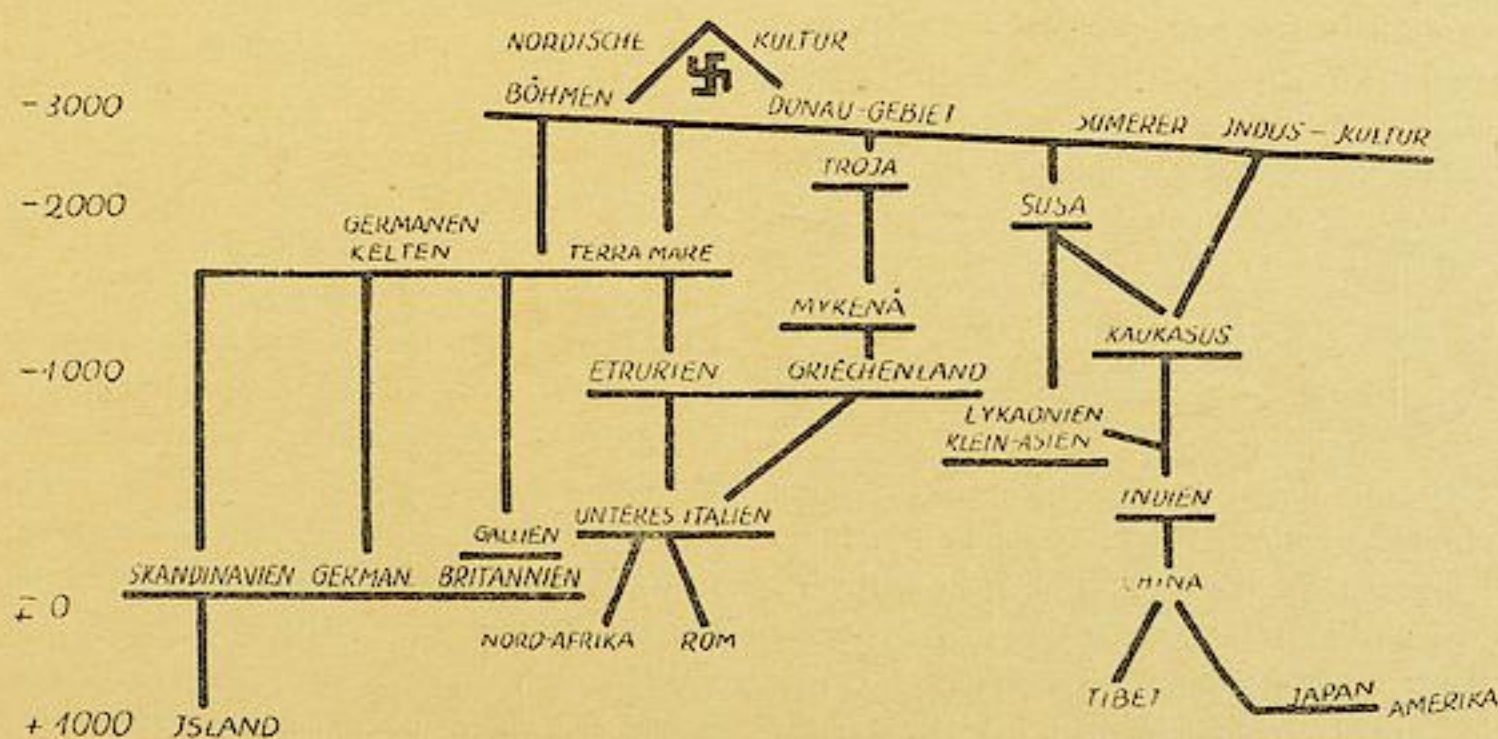 NORDISCHE KULTUR
-3000 BÖHMEN DONAU-GEBIET SUMERER INDUS-KULTUR
TROJA
-2000 SUSA
GERMANEN
KELTEN TERRA MARE
MYKENÄ KAUKASUS
-1000 ETRURIEN GRIECHENLAND
LYKAONIEN
KLEIN-ASIEN
INDIEN
UNTERES ITALIEN
GALLIEN
SKANDINAVIEN GERMAN. BRITANNIEN CHINA
± 0
NORD-AFRIKA ROM
TIBET JAPAN AMERIKA
+ 1000 ISLAND